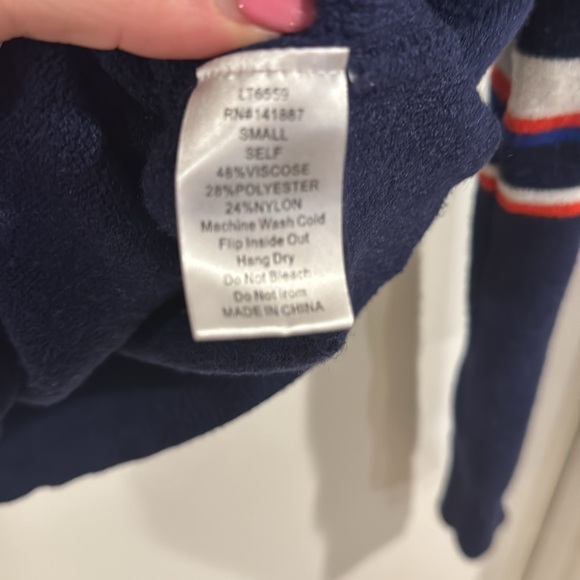 LT6559
RN#141887
SMALL
SELF
48%VISCOSE
28%POLYESTER
24%NYLON
Machine Wash Cold
Flip Inside Out
Hang Dry
Do Not Bleach
Do Not Irom
MADE IN CHINA